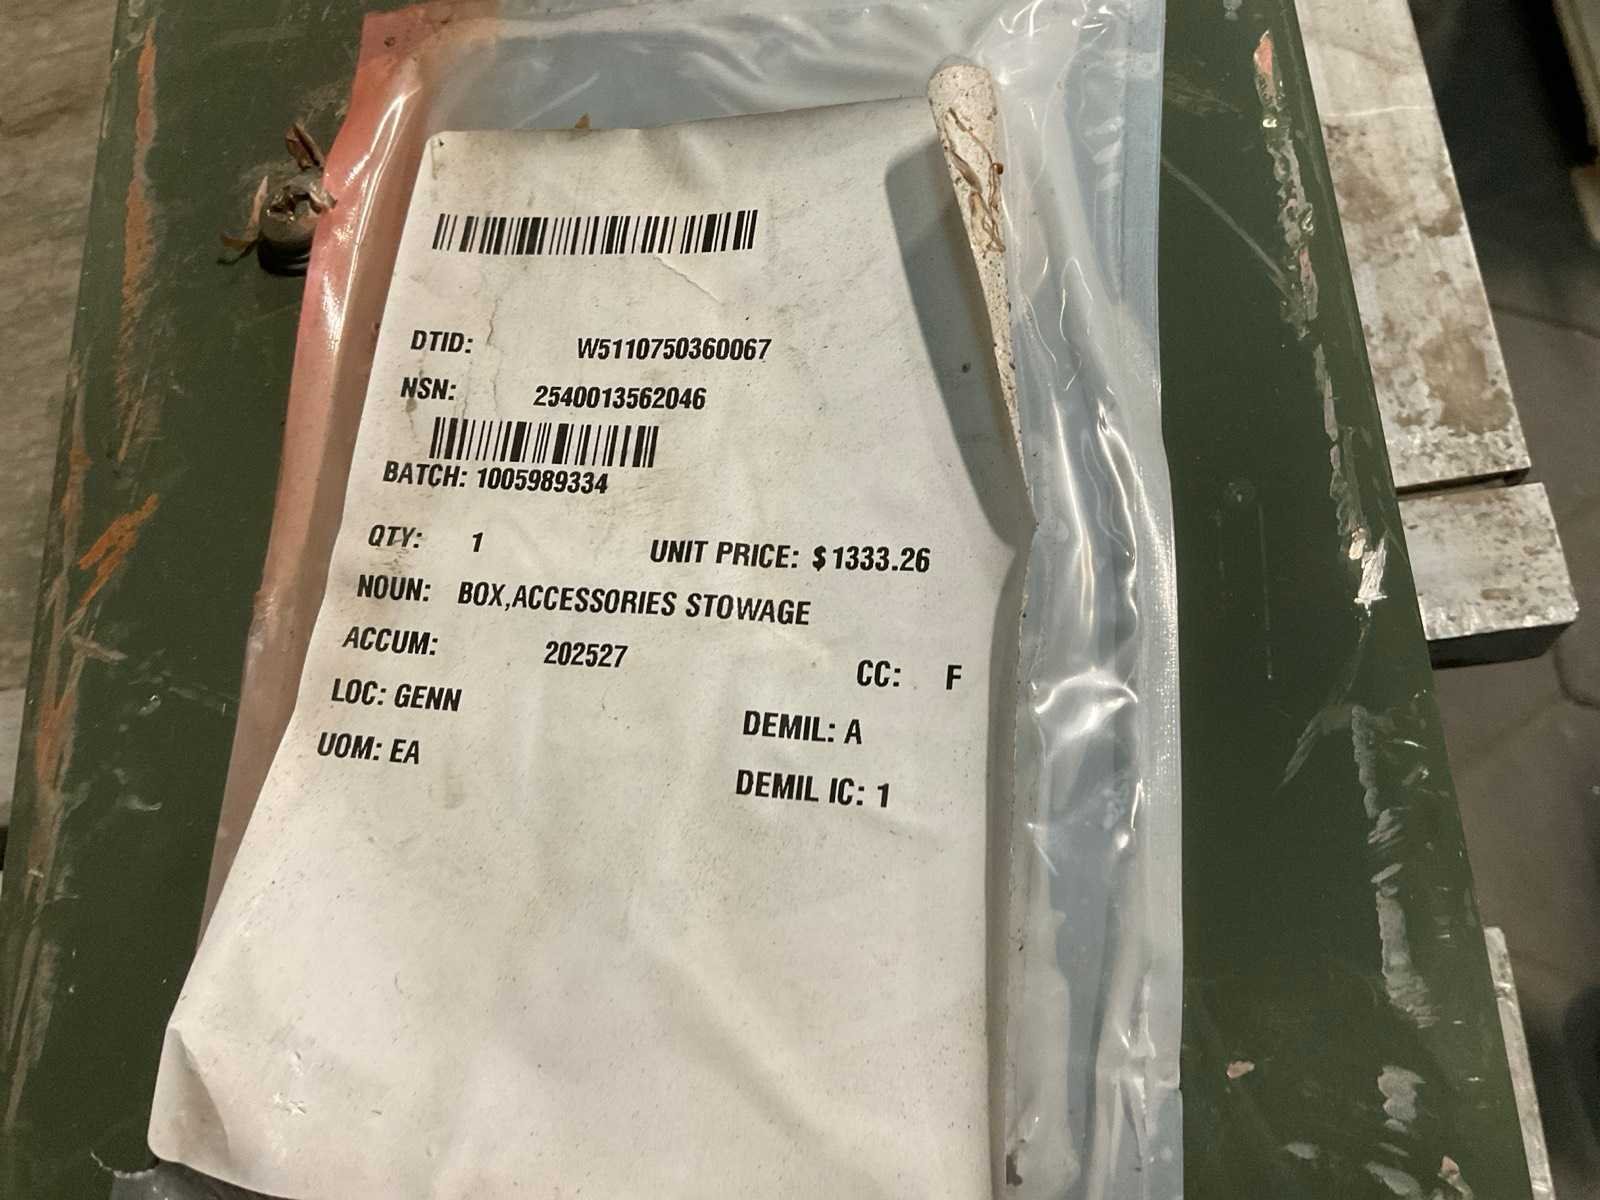 DTID: W5110750360067
NSN: 2540013562046
BATCH: 1005989334
QTY: 1 UNIT PRICE: $1333.26
NOUN: BOX,ACCESSORIES STOWAGE
ACCUM: 202527
CC: F
LOC: GENN
DEMIL: A
UOM: EA
DEMIL IC: 1